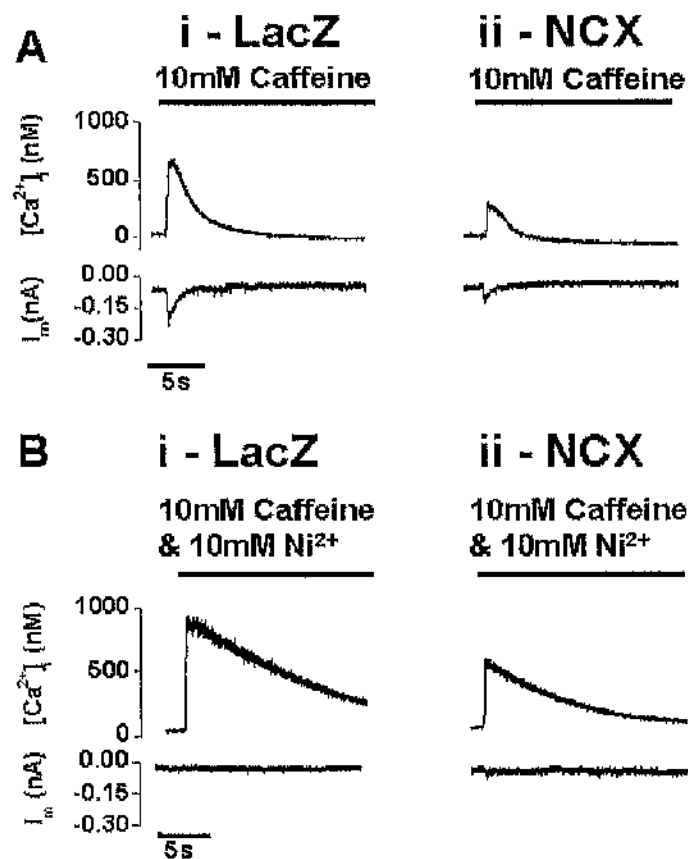 A
i - LacZ
ii - NCX
10mM Caffeine
10mM Caffeine
[Ca²⁺]i (nM)
1000
500
0
Im(nA)
0.00
-0.15
-0.30
5s
B
i - LacZ
ii - NCX
10mM Caffeine
& 10mM Ni²⁺
10mM Caffeine
& 10mM Ni²⁺
[Ca²⁺]i (nM)
1000
500
0
Im (nA)
0.00
-0.15
-0.30
5s